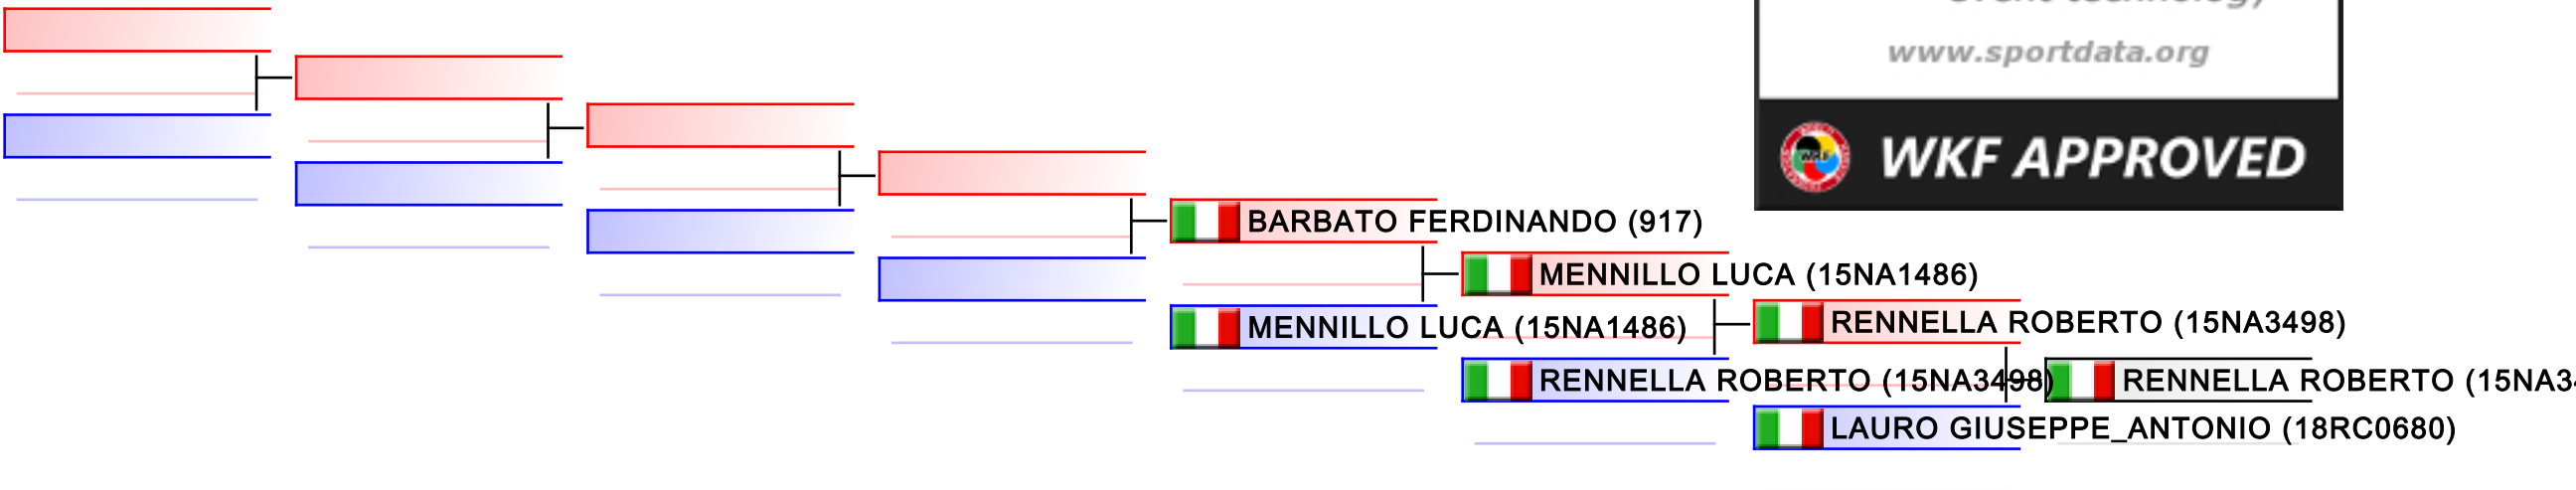 www.sportdata.org
WKF APPROVED
BARBATO FERDINANDO (917)
MENNILLO LUCA (15NA1486)
MENNILLO LUCA (15NA1486)
RENNELLA ROBERTO (15NA3498)
RENNELLA ROBERTO (15NA3498)
RENNELLA ROBERTO (15NA3
LAURO GIUSEPPE_ANTONIO (18RC0680)